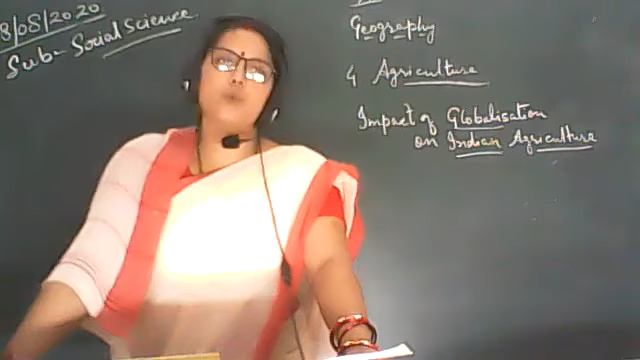 8/08/2020
Sub- Social Science
Geography
4 Agriculture
Impact of Globalisation
on Indian Agriculture